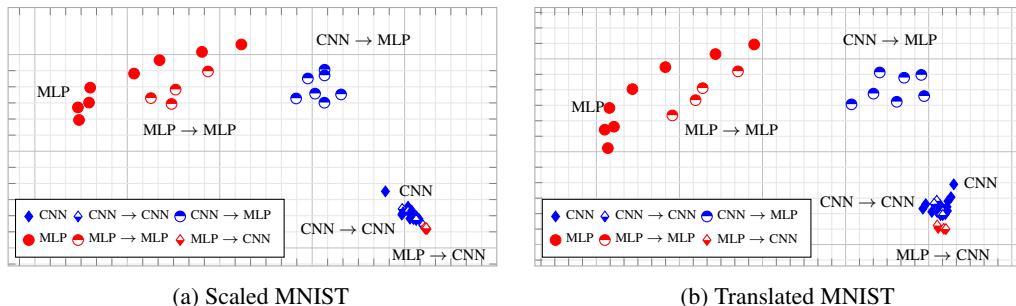 CNN → MLP
MLP
MLP → MLP
CNN
CNN → CNN
MLP → CNN
CNN CNN → CNN CNN → MLP
MLP MLP → MLP MLP → CNN
(a) Scaled MNIST
CNN → MLP
MLP
MLP → MLP
CNN
CNN → CNN
MLP → CNN
CNN CNN → CNN CNN → MLP
MLP MLP → MLP MLP → CNN
(b) Translated MNIST